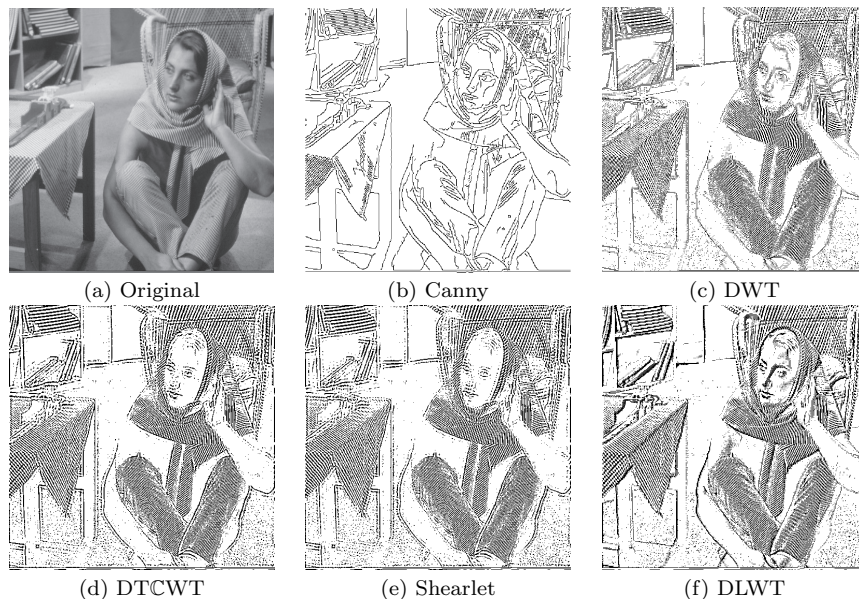 (a) Original
(b) Canny
(c) DWT
(d) DTℂWT
(e) Shearlet
(f) DLWT